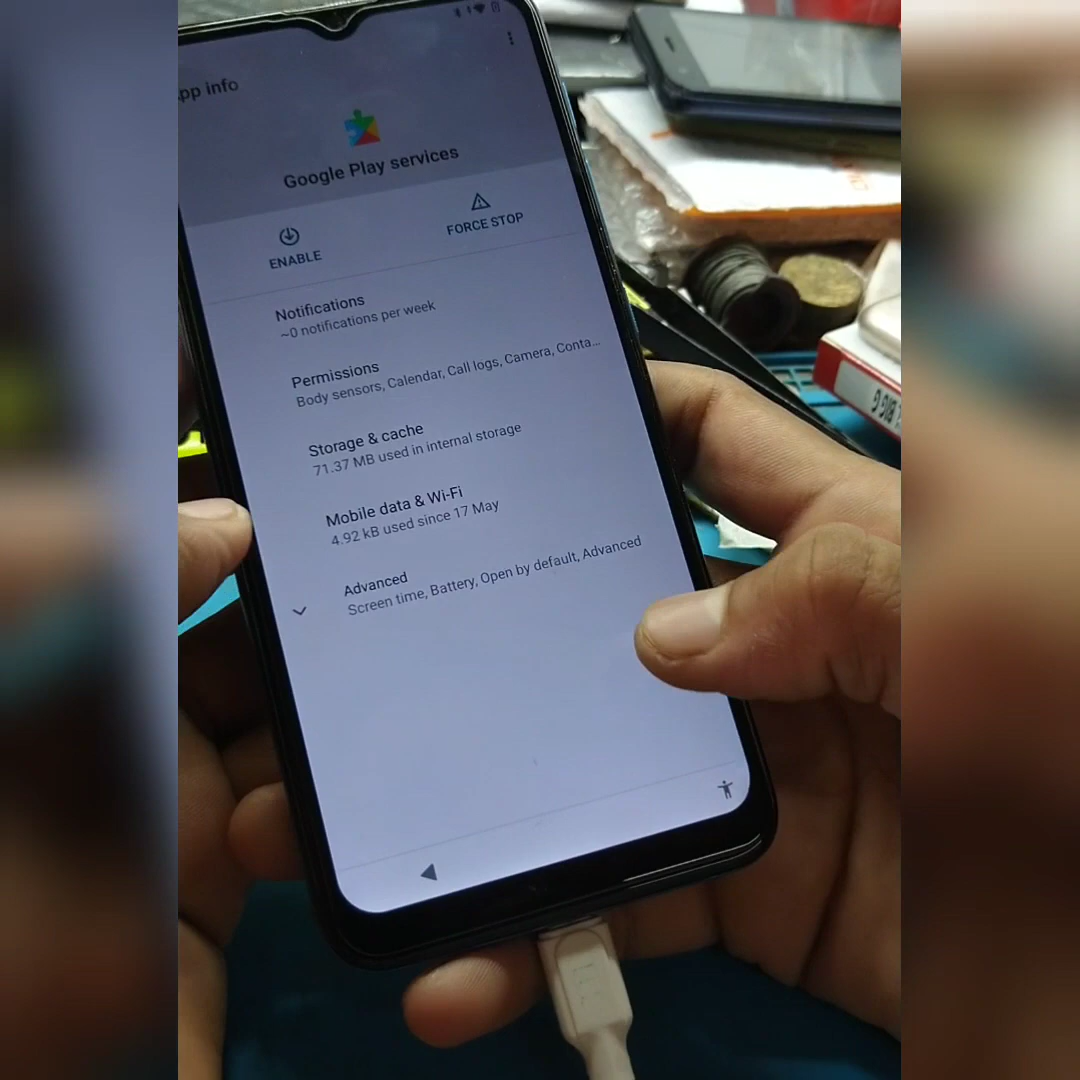 pp info
Google Play services
ENABLE
FORCE STOP
Notifications
~0 notifications per week
Permissions
Body sensors, Calendar, Call logs, Camera, Conta...
Storage & cache
71.37 MB used in internal storage
Mobile data & Wi-Fi
4.92 kB used since 17 May
Advanced
Screen time, Battery, Open by default, Advanced